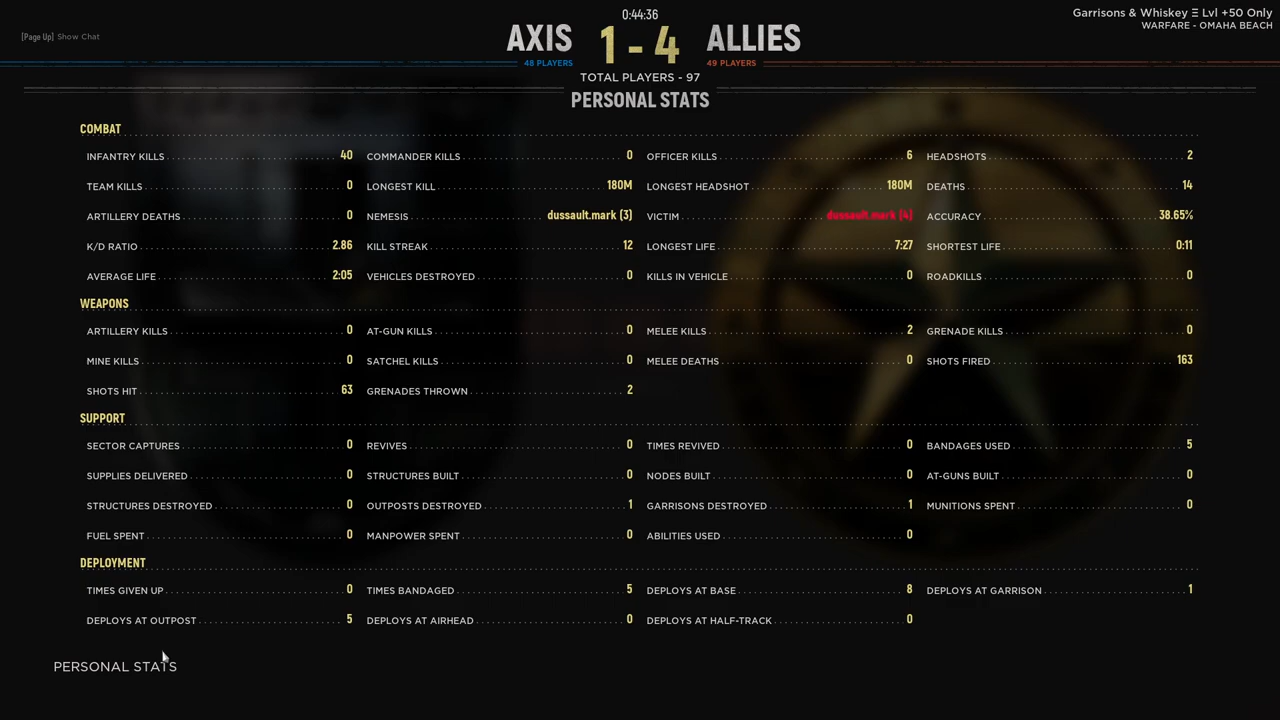 0:44:36
Garrisons & Whiskey Ξ Lvl +50 Only
WARFARE - OMAHA BEACH
[Page Up] Show Chat
AXIS 1 - 4 ALLIES
48 PLAYERS 49 PLAYERS
TOTAL PLAYERS - 97
PERSONAL STATS
COMBAT
INFANTRY KILLS 40 COMMANDER KILLS 0 OFFICER KILLS 6 HEADSHOTS 2
TEAM KILLS 0 LONGEST KILL 180M LONGEST HEADSHOT 180M DEATHS 14
ARTILLERY DEATHS 0 NEMESIS dussault.mark (3) VICTIM dussault.mark (4) ACCURACY 38.65%
K/D RATIO 2.86 KILL STREAK 12 LONGEST LIFE 7:27 SHORTEST LIFE 0:11
AVERAGE LIFE 2:05 VEHICLES DESTROYED 0 KILLS IN VEHICLE 0 ROADKILLS 0
WEAPONS
ARTILLERY KILLS 0 AT-GUN KILLS 0 MELEE KILLS 2 GRENADE KILLS 0
MINE KILLS 0 SATCHEL KILLS 0 MELEE DEATHS 0 SHOTS FIRED 163
SHOTS HIT 63 GRENADES THROWN 2
SUPPORT
SECTOR CAPTURES 0 REVIVES 0 TIMES REVIVED 0 BANDAGES USED 5
SUPPLIES DELIVERED 0 STRUCTURES BUILT 0 NODES BUILT 0 AT-GUNS BUILT 0
STRUCTURES DESTROYED 0 OUTPOSTS DESTROYED 1 GARRISONS DESTROYED 1 MUNITIONS SPENT 0
FUEL SPENT 0 MANPOWER SPENT 0 ABILITIES USED 0
DEPLOYMENT
TIMES GIVEN UP 0 TIMES BANDAGED 5 DEPLOYS AT BASE 8 DEPLOYS AT GARRISON 1
DEPLOYS AT OUTPOST 5 DEPLOYS AT AIRHEAD 0 DEPLOYS AT HALF-TRACK 0
PERSONAL STATS